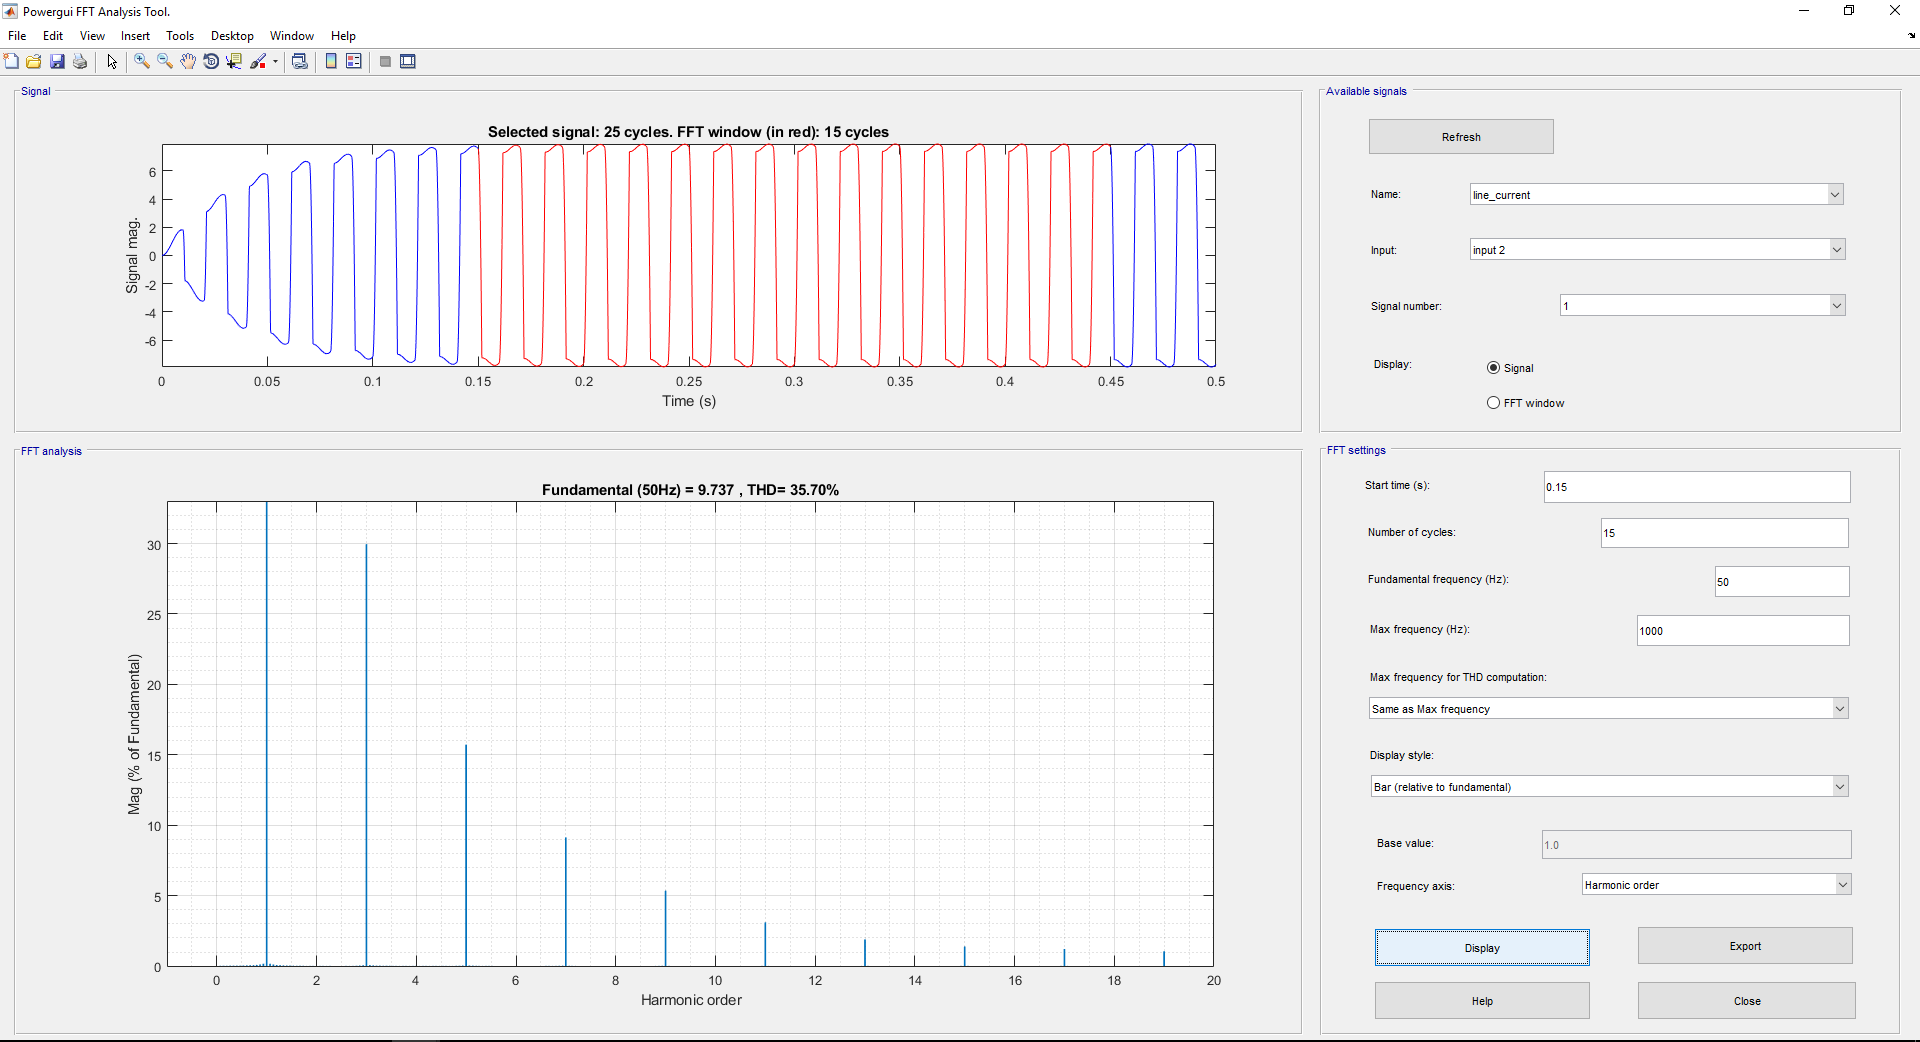 Powergui FFT Analysis Tool.
File Edit View Insert Tools Desktop Window Help
Signal
Selected signal: 25 cycles. FFT window (in red): 15 cycles
Signal mag.
6
4
2
0
-2
-4
-6
0 0.05 0.1 0.15 0.2 0.25 0.3 0.35 0.4 0.45 0.5
Time (s)
FFT analysis
Fundamental (50Hz) = 9.737 , THD= 35.70%
Mag (% of Fundamental)
30
25
20
15
10
5
0
0 2 4 6 8 10 12 14 16 18 20
Harmonic order
Available signals
Refresh
Name: line_current
Input: input 2
Signal number: 1
Display: Signal
FFT window
FFT settings
Start time (s): 0.15
Number of cycles: 15
Fundamental frequency (Hz): 50
Max frequency (Hz): 1000
Max frequency for THD computation:
Same as Max frequency
Display style:
Bar (relative to fundamental)
Base value: 1.0
Frequency axis: Harmonic order
Display Export
Help Close